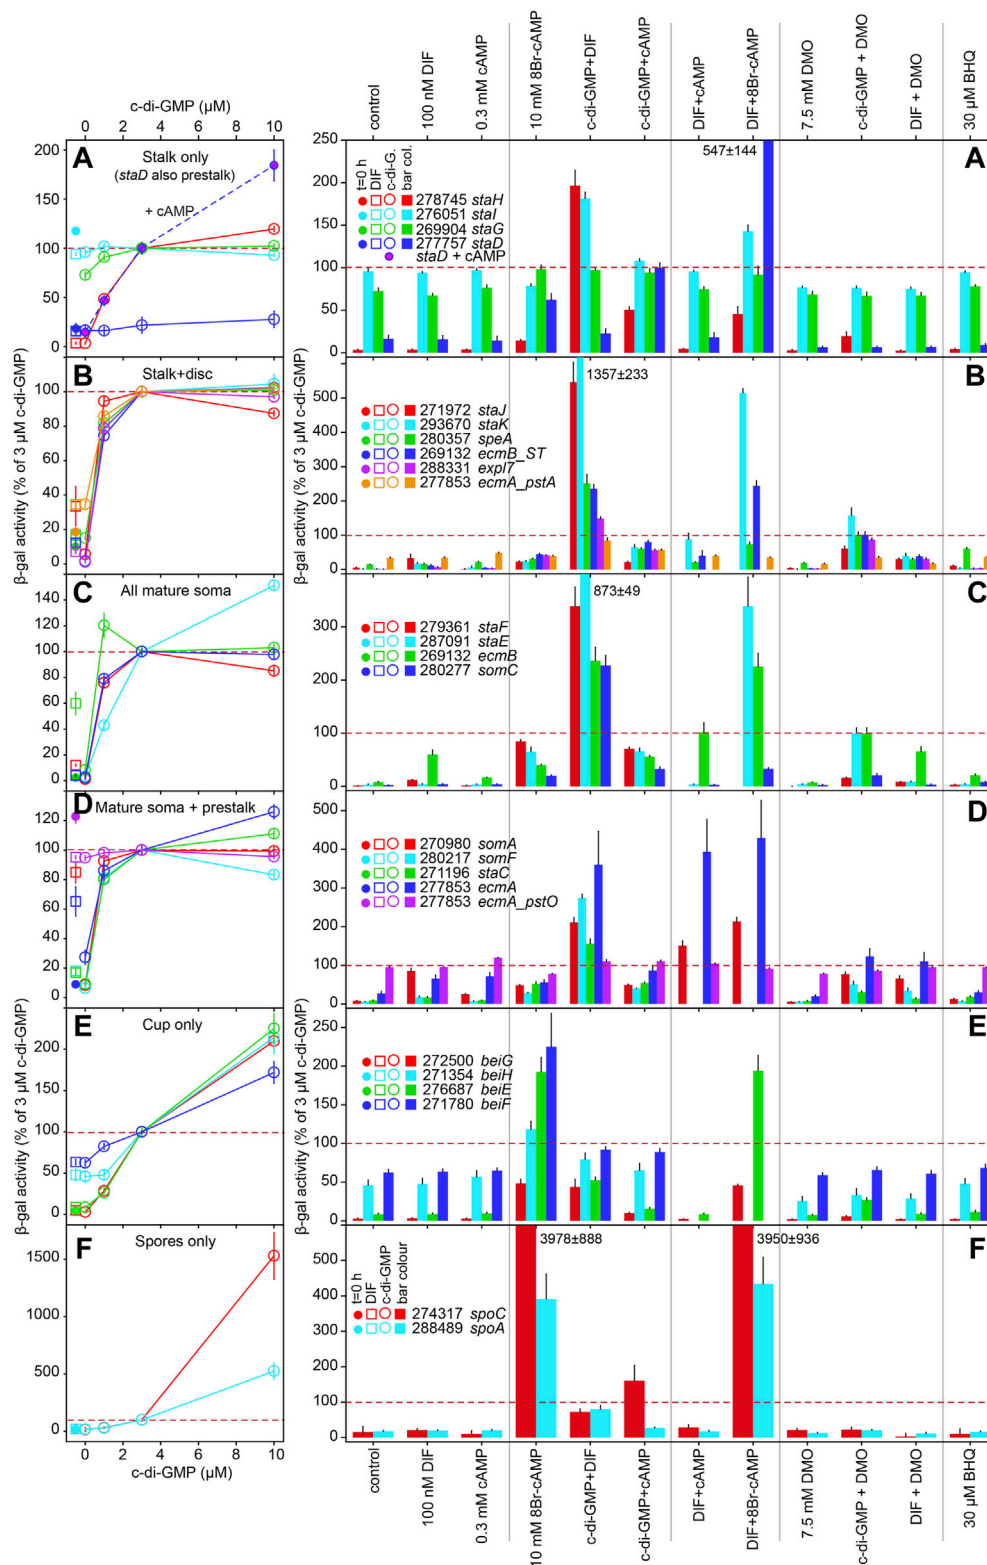 control
100 nM DIF
0.3 mM cAMP
10 mM 8Br-cAMP
c-di-GMP+DIF
c-di-GMP+cAMP
DIF+cAMP
DIF+8Br-cAMP
7.5 mM DMO
c-di-GMP + DMO
DIF + DMO
30 µM BHQ
c-di-GMP (µM)
0 2 4 6 8 10
A
Stalk only
(staD also prestalk)
+ cAMP
200
150
100
50
0
β-gal activity (% of 3 µM c-di-GMP)
250
200
150
100
50
0
β-gal activity (% of 3 µM c-di-GMP)
547±144
A
t=0 h
DIF
c-di-G.
bar col.
278745 staH
276051 staI
269904 staG
277757 staD
staD + cAMP
B
Stalk+disc
100
80
60
40
20
0
500
400
300
200
100
0
1357±233
B
271972 staJ
293670 staK
280357 speA
269132 ecmB_ST
288331 expl7
277853 ecmA_pstA
C
All mature soma
140
120
100
80
60
40
20
0
300
200
100
0
873±49
C
279361 staF
287091 staE
269132 ecmB
280277 somC
D
Mature soma + prestalk
120
100
80
60
40
20
0
β-gal activity (% of 3 µM c-di-GMP)
500
400
300
200
100
0
β-gal activity (% of 3 µM c-di-GMP)
D
270980 somA
280217 somF
271196 staC
277853 ecmA
277853 ecmA_pstO
E
Cup only
200
150
100
50
0
250
200
150
100
50
0
E
272500 beiG
271354 beiH
276687 beiE
271780 beiF
F
Spores only
1500
1000
500
0
500
400
300
200
100
0
3978±888
3950±936
F
t=0 h
DIF
c-di-GMP
bar colour
274317 spoC
288489 spoA
0 2 4 6 8 10
c-di-GMP (µM)
control
100 nM DIF
0.3 mM cAMP
10 mM 8Br-cAMP
c-di-GMP+DIF
c-di-GMP+cAMP
DIF+cAMP
DIF+8Br-cAMP
7.5 mM DMO
c-di-GMP + DMO
DIF + DMO
30 µM BHQ